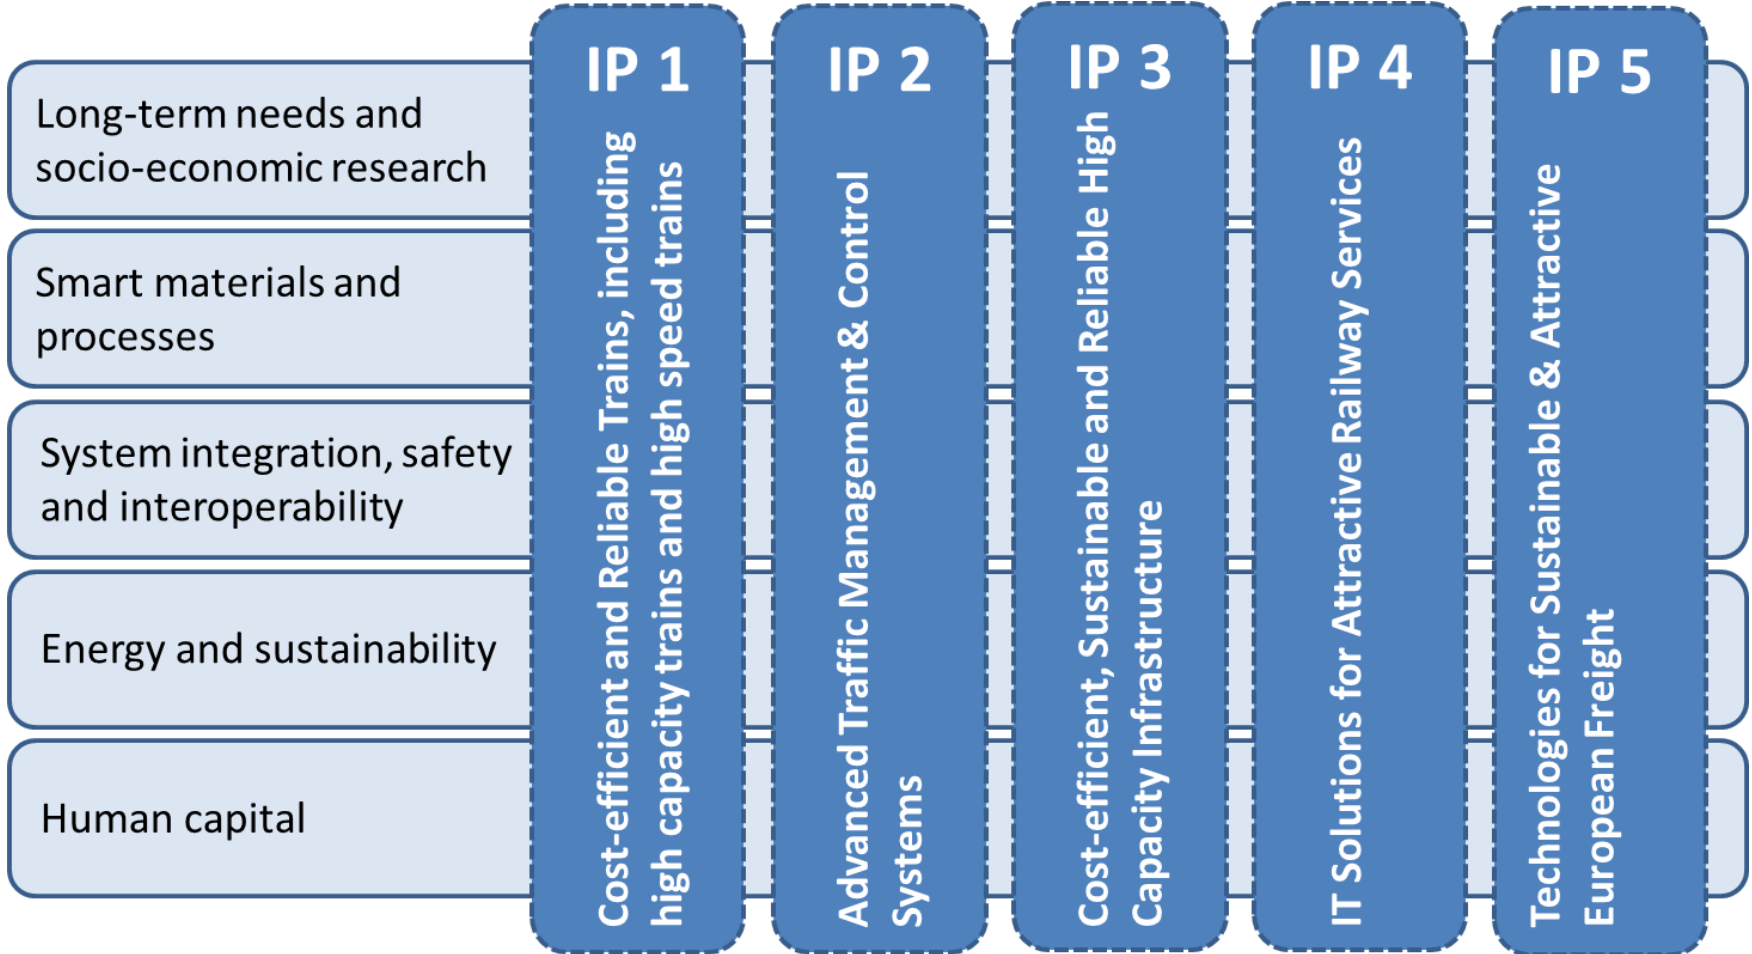 Long-term needs and
socio-economic research
Smart materials and
processes
System integration, safety
and interoperability
Energy and sustainability
Human capital
IP 1
Cost-efficient and Reliable Trains, including
high capacity trains and high speed trains
IP 2
Advanced Traffic Management & Control
Systems
IP 3
Cost-efficient, Sustainable and Reliable High
Capacity Infrastructure
IP 4
IT Solutions for Attractive Railway Services
IP 5
Technologies for Sustainable & Attractive
European Freight